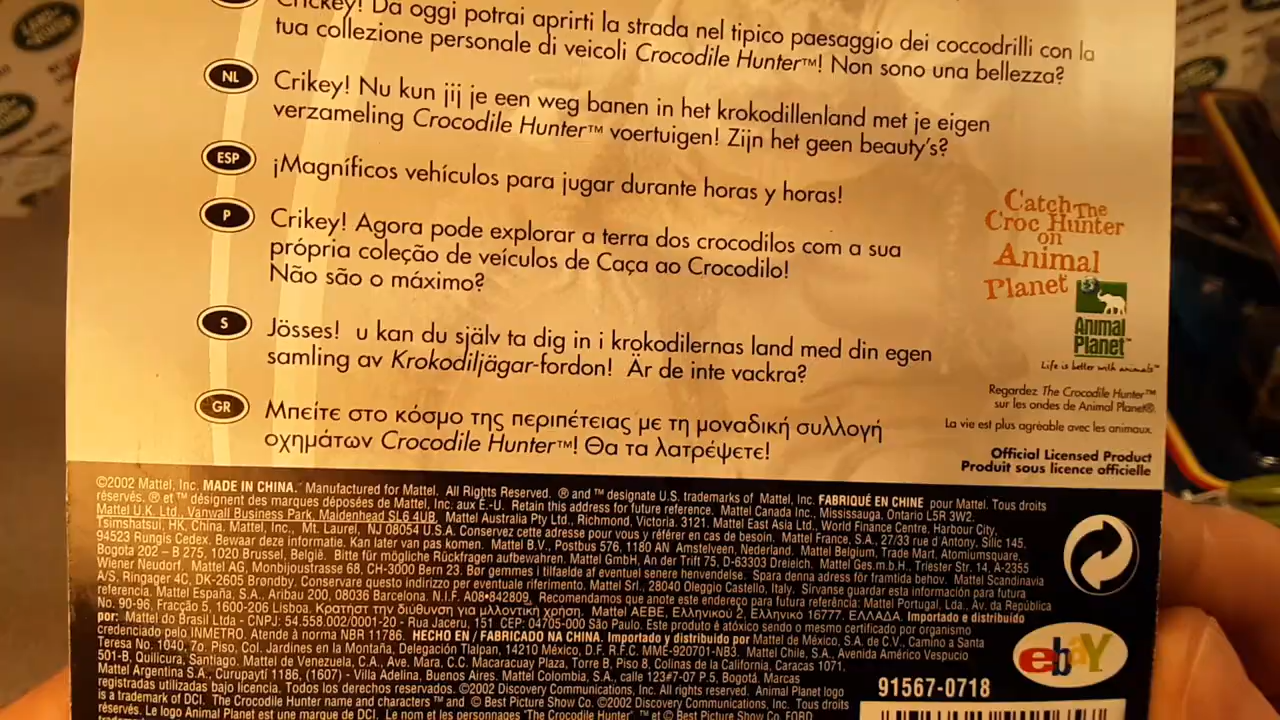 Crickey! Da oggi potrai aprirti la strada nel tipico paesaggio dei coccodrilli con la
tua collezione personale di veicoli Crocodile Hunter™! Non sono una bellezza?
NL Crikey! Nu kun jij je een weg banen in het krokodillenland met je eigen
verzameling Crocodile Hunter™ voertuigen! Zijn het geen beauty's?
ESP ¡Magníficos vehículos para jugar durante horas y horas!
P Crikey! Agora pode explorar a terra dos crocodilos com a sua
própria coleção de veículos de Caça ao Crocodilo!
Não são o máximo?
S Jösses! u kan du själv ta dig in i krokodilernas land med din egen
samling av Krokodiljägar-fordon! Är de inte vackra?
GR Μπείτε στο κόσμο της περιπέτειας με τη μοναδική συλλογή
οχημάτων Crocodile Hunter™! Θα τα λατρέψετε!
Catch The
Croc Hunter
on
Animal
Planet
Animal
Planet™
Life is better with animals™
Regardez The Crocodile Hunter™
sur les ondes de Animal Planet®.
La vie est plus agréable avec les animaux.
Official Licensed Product
Produit sous licence officielle
©2002 Mattel, Inc. MADE IN CHINA. Manufactured for Mattel. All Rights Reserved. ® and ™ designate U.S. trademarks of Mattel, Inc. FABRIQUÉ EN CHINE pour Mattel. Tous droits
réservés. ® et ™ désignent des marques déposées de Mattel, Inc. aux É.-U. Retain this address for future reference. Mattel Canada Inc., Mississauga, Ontario L5R 3W2.
Mattel U.K. Ltd., Vanwall Business Park, Maidenhead SL6 4UB. Mattel Australia Pty Ltd., Richmond, Victoria. 3121. Mattel East Asia Ltd., World Finance Centre, Harbour City,
Tsimshatsui, HK, China. Mattel, Inc., Mt. Laurel, NJ 08054 U.S.A. Conservez cette adresse pour vous y référer en cas de besoin. Mattel France, S.A., 27/33 rue d'Antony, Silic 145,
94523 Rungis Cedex. Bewaar deze informatie. Kan later van pas komen. Mattel B.V., Postbus 576, 1180 AN Amstelveen, Nederland. Mattel Belgium, Trade Mart, Atomiumsquare,
Bogota 202 – B 275, 1020 Brussel, België. Bitte für mögliche Rückfragen aufbewahren. Mattel GmbH, An der Trift 75, D-63303 Dreieich. Mattel Ges.m.b.H., Triester Str. 14, A-2355
Wiener Neudorf. Mattel AG, Monbijoustrasse 68, CH-3000 Bern 23. Bør gemmes i tilfælde af eventuel senere henvendelse. Spara denna adress för framtida behov. Mattel Scandinavia
A/S, Ringager 4C, DK-2605 Brøndby. Conservare questo indirizzo per eventuale riferimento. Mattel Srl., 28040 Oleggio Castello, Italy. Sírvanse guardar esta información para futura
referencia. Mattel España, S.A., Aribau 200, 08036 Barcelona. N.I.F. A08•842809. Recomendamos que anote este endereço para futura referência: Mattel Portugal, Lda., Av. da República
No. 90-96, Fracção 5, 1600-206 Lisboa. Κρατήστε την διεύθυνση για μελλοντική χρήση. Mattel AEBE, Ελληνικού 2, Ελληνικό 16777. ΕΛΛΑΔΑ. Importado e distribuído
por: Mattel do Brasil Ltda - CNPJ: 54.558.002/0001-20 - Rua Jaceru, 151 CEP: 04705-000 São Paulo. Este produto é atóxico sendo o mesmo certificado por organismo
credenciado pelo INMETRO. Atende à norma NBR 11786. HECHO EN / FABRICADO NA CHINA. Importado y distribuido por Mattel de México, S.A. de C.V., Camino a Santa
Teresa No. 1040, 7o. Piso, Col. Jardines en la Montaña, Delegación Tlalpan, 14210 México, D.F. R.F.C. MME-920701-NB3. Mattel Chile, S.A., Avenida Américo Vespucio
501-B, Quilicura, Santiago. Mattel de Venezuela, C.A., Ave. Mara, C.C. Macaracuay Plaza, Torre B, Piso 8, Colinas de la California, Caracas 1071.
Mattel Argentina S.A., Curupaytí 1186, (1607) - Villa Adelina, Buenos Aires. Mattel Colombia, S.A., calle 123#7-07 P.5, Bogotá. Marcas
registradas utilizadas bajo licencia. Todos los derechos reservados. ©2002 Discovery Communications, Inc. All rights reserved. Animal Planet logo
is a trademark of DCI. The Crocodile Hunter name and characters ™ and © Best Picture Show Co. ©2002 Discovery Communications, Inc. Tous droits
réservés. Le logo Animal Planet est une marque de DCI. Le nom et les personnages "The Crocodile Hunter" ™ et © Best Picture Show Co. FORD
ebay
91567-0718